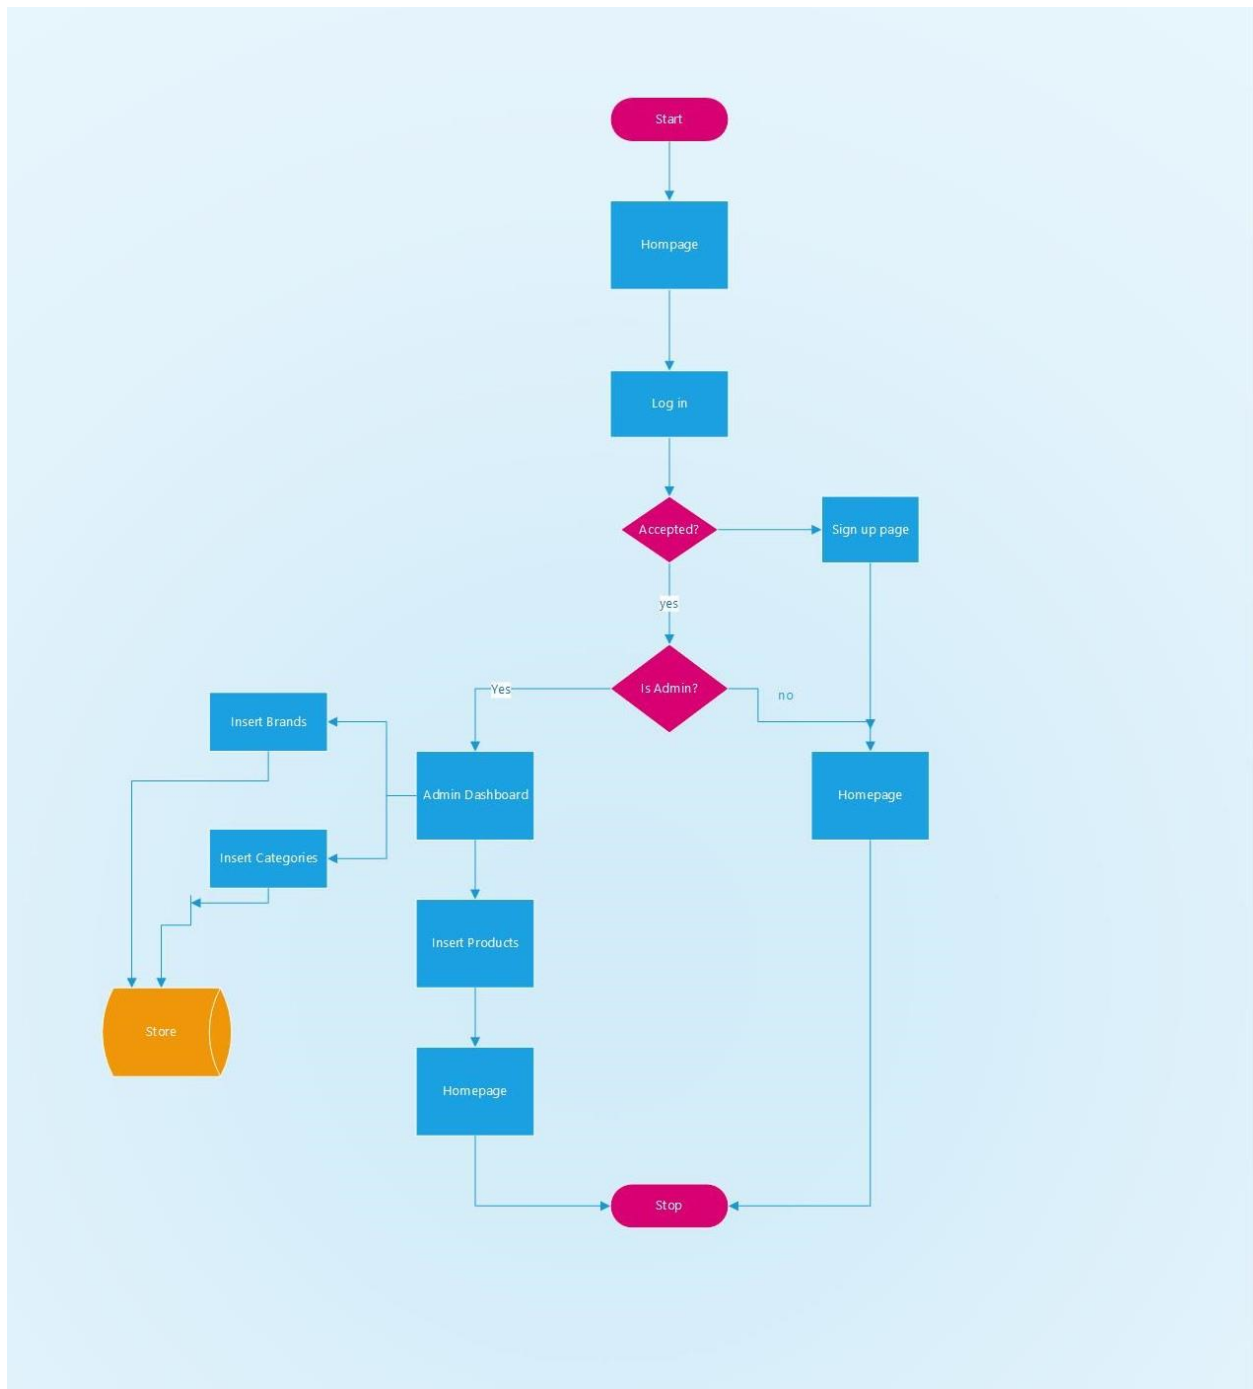 Start
Hompage
Log in
Accepted?
Sign up page
yes
Is Admin?
Yes
no
Insert Brands
Admin Dashboard
Homepage
Insert Categories
Insert Products
Store
Homepage
Stop